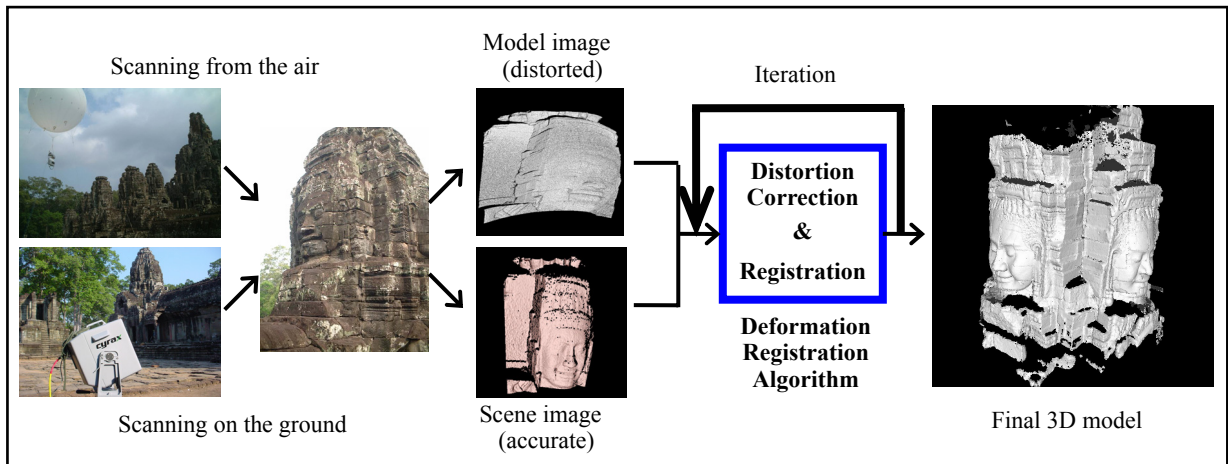 Scanning from the air
Model image
(distorted)
Iteration
Distortion
Correction
&
Registration
Deformation
Registration
Algorithm
cyrax
Scanning on the ground
Scene image
(accurate)
Final 3D model